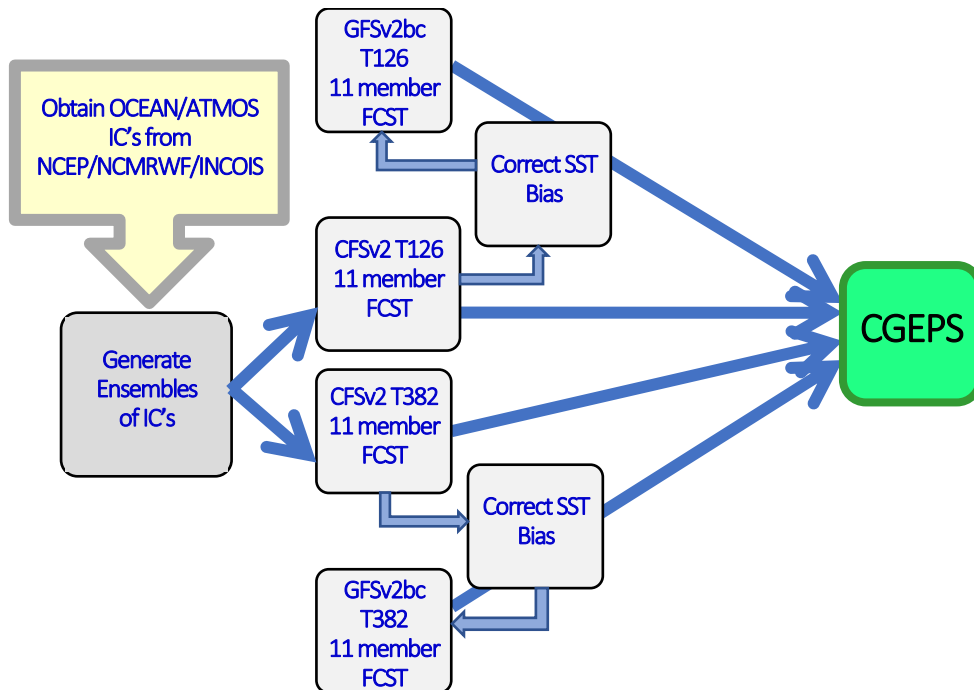 GFSv2bc
T126
11 member
FCST
Obtain OCEAN/ATMOS
IC's from
NCEP/NCMRWF/INCOIS
Correct SST
Bias
CFSv2 T126
11 member
FCST
CGEPS
Generate
Ensembles
of IC's
CFSv2 T382
11 member
FCST
Correct SST
Bias
GFSv2bc
T382
11 member
FCST